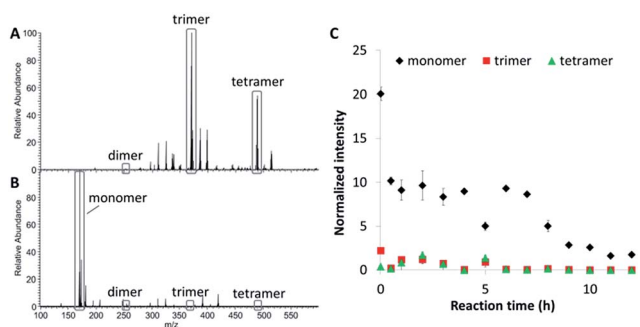 A
trimer
100
80
60
40
20
0
Relative Abundance
dimer
tetramer
B
monomer
80
60
40
20
0
Relative Abundance
dimer
trimer
tetramer
100 150 200 250 300 350 400 450 500 550
m/z
C
monomer trimer tetramer
25
20
15
10
5
0
Normalized intensity
0 5 10
Reaction time (h)